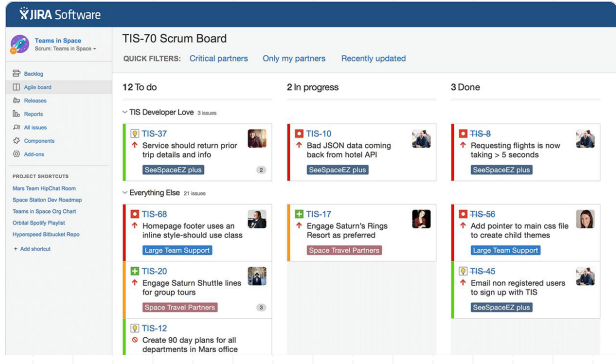 JIRA Software
Teams in Space
Scrum: Teams in Space
Backlog
Agile board
Releases
Reports
All issues
Components
Add-ons
PROJECT SHORTCUTS
Mars Team HipChat Room
Space Station Dev Roadmap
Teams in Space Org Chart
Orbital Spotify Playlist
Hyperspeed Bitbucket Repo
+ Add shortcut
TIS-70 Scrum Board
QUICK FILTERS: Critical partners Only my partners Recently updated
12 To do
2 In progress
3 Done
TIS Developer Love 3 issues
TIS-37
Service should return prior
trip details and info
SeeSpaceEZ plus
2
TIS-10
Bad JSON data coming
back from hotel API
SeeSpaceEZ plus
TIS-8
Requesting flights is now
taking > 5 seconds
SeeSpaceEZ plus
Everything Else 21 issues
TIS-68
Homepage footer uses an
inline style-should use class
Large Team Support
TIS-17
Engage Saturn's Rings
Resort as preferred
Space Travel Partners
TIS-56
Add pointer to main css file
to create child themes
Large Team Support
TIS-20
Engage Saturn Shuttle lines
for group tours
Space Travel Partners
3
TIS-45
Email non registered users
to sign up with TIS
SeeSpaceEZ plus
TIS-12
Create 90 day plans for all
departments in Mars office